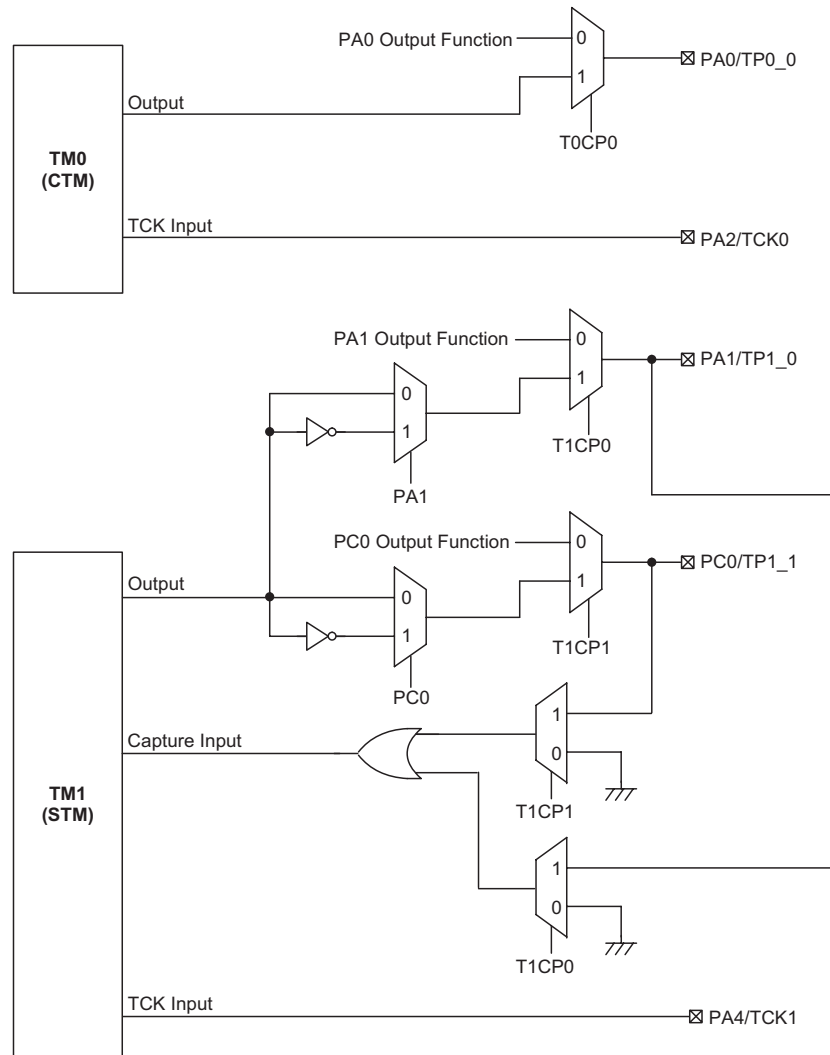 PA0 Output Function
0
1
PA0/TP0_0
Output
T0CP0
TM0
(CTM)
TCK Input
PA2/TCK0
PA1 Output Function
0
1
PA1/TP1_0
0
1
T1CP0
PA1
PC0 Output Function
0
1
PC0/TP1_1
Output
0
1
T1CP1
PC0
1
Capture Input
0
TM1
(STM)
T1CP1
1
0
T1CP0
TCK Input
PA4/TCK1